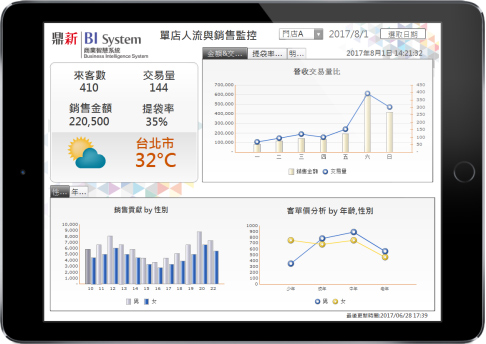 鼎新 BI System
商業智慧系統
Business Intelligence System
單店人流與銷售監控
門店A
2017/8/1
選取日期
金額&交... 提袋率... 明...
2017年8月1日 14:21:32
來客數 交易量
410 144
銷售金額 提袋率
220,500 35%
台北市
32°C
營收交易量比
700,000
600,000
500,000
400,000
300,000
200,000
100,000
-
450
400
350
300
250
200
150
100
50
-
一 二 三 四 五 六 日
銷售金額 交易量
年...
銷售貢獻 by 性別
10,000
9,000
8,000
7,000
6,000
5,000
4,000
3,000
2,000
1,000
-
10 11 12 13 14 15 16 17 18 19 20 22
男 女
客單價分析 by 年齡,性別
1000
900
800
700
600
500
400
300
200
100
0
少年 青年 中年 老年
男 女
最後更新時間2017/06/28 17:39